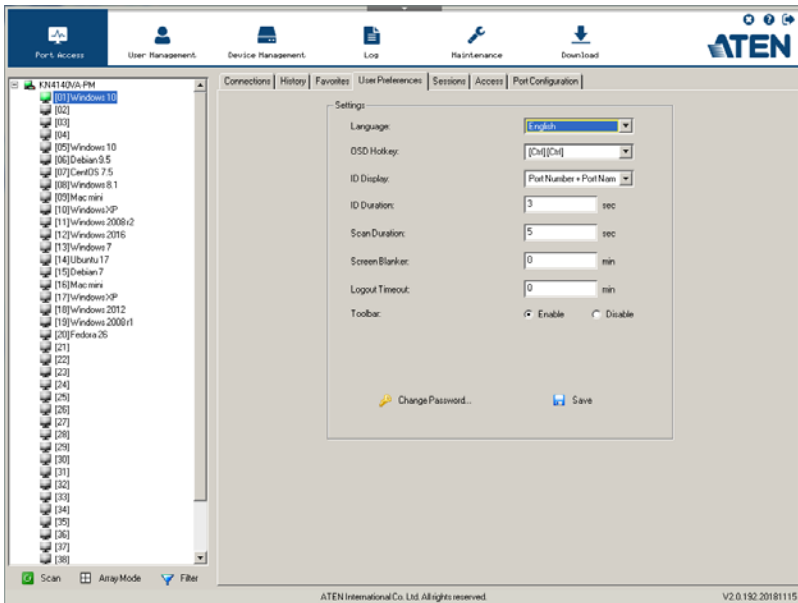 ATEN
Port Access
User Management
Device Management
Log
Maintenance
Download
Connections
History
Favorites
User Preferences
Sessions
Access
Port Configuration
KN4140VA-PM
[01]Windows 10
[02]
[03]
[04]
[05]Windows 10
[06]Debian 9.5
[07]CentOS 7.5
[08]Windows 8.1
[09]Mac mini
[10]Windows XP
[11]Windows 2008 r2
[12]Windows 2016
[13]Windows 7
[14]Ubuntu 17
[15]Debian 7
[16]Mac mini
[17]Windows XP
[18]Windows 2012
[19]Windows 2008 r1
[20]Fedora 26
[21]
[22]
[23]
[24]
[25]
[26]
[27]
[28]
[29]
[30]
[31]
[32]
[33]
[34]
[35]
[36]
[37]
[38]
Settings
Language: English
OSD Hotkey: [Ctrl][Ctrl]
ID Display: Port Number + Port Nam
ID Duration: 3 sec
Scan Duration: 5 sec
Screen Blanker: 0 min
Logout Timeout: 0 min
Toolbar: Enable Disable
Change Password... Save
Scan Array Mode Filter
ATEN International Co. Ltd. All rights reserved.
V2.0.192.20181115